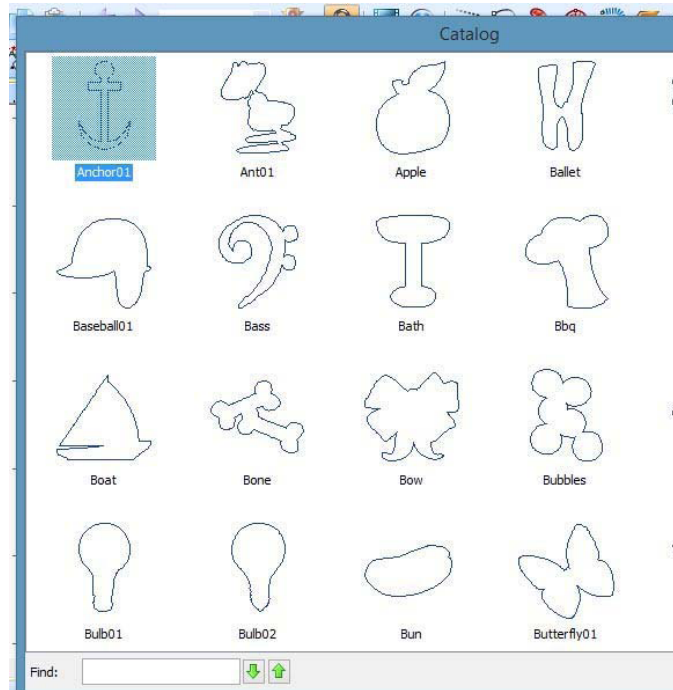 Catalog
Anchor01 Ant01 Apple Ballet
Baseball01 Bass Bath Bbq
Boat Bone Bow Bubbles
Bulb01 Bulb02 Bun Butterfly01
Find: